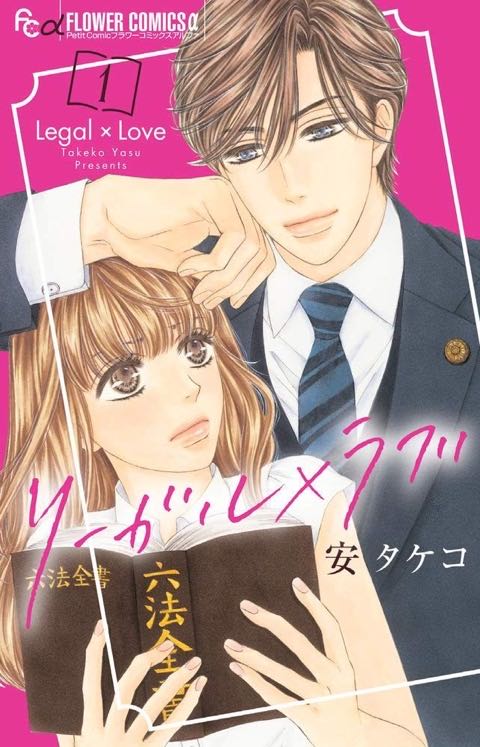 FCα FLOWER COMICSα
Petit Comicフラワーコミックスアルファ
1
Legal × Love
Takeko Yasu
Presents
リーガル×ラブ
安タケコ
六法全書
六法全書